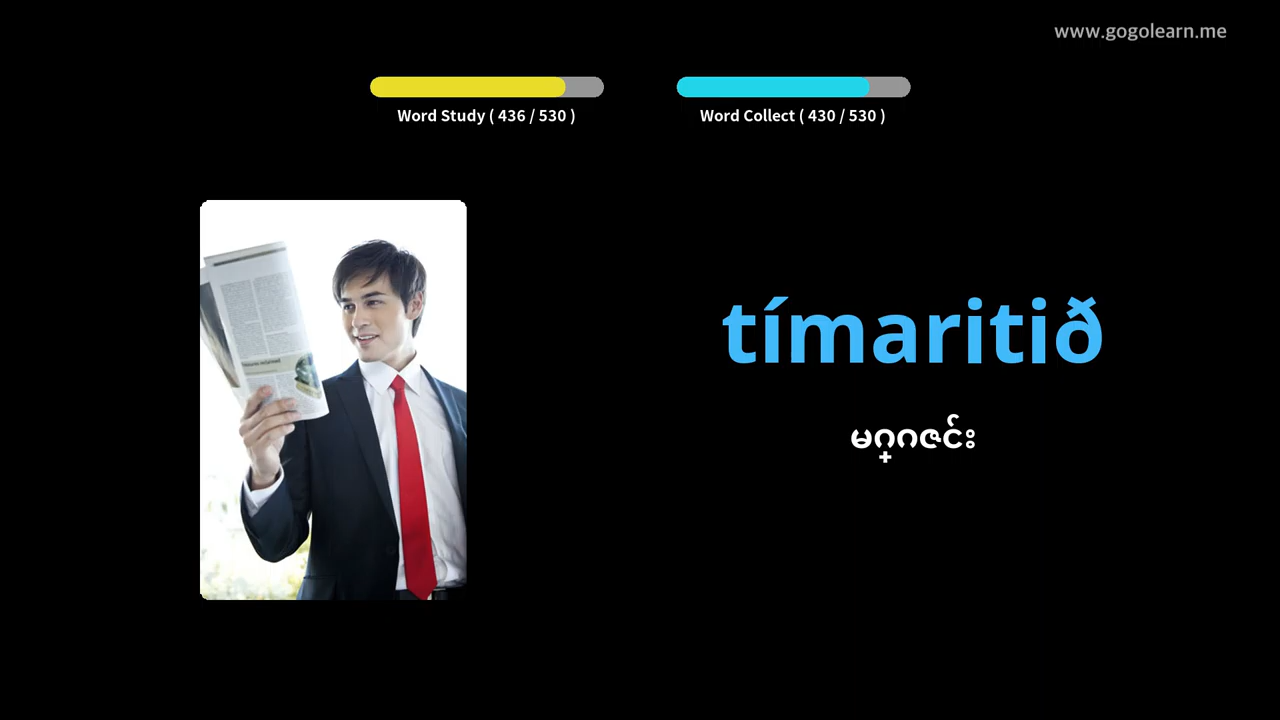 www.gogolearn.me
Word Study ( 436 / 530 )
Word Collect ( 430 / 530 )
tímaritið
မဂ္ဂဇင်း